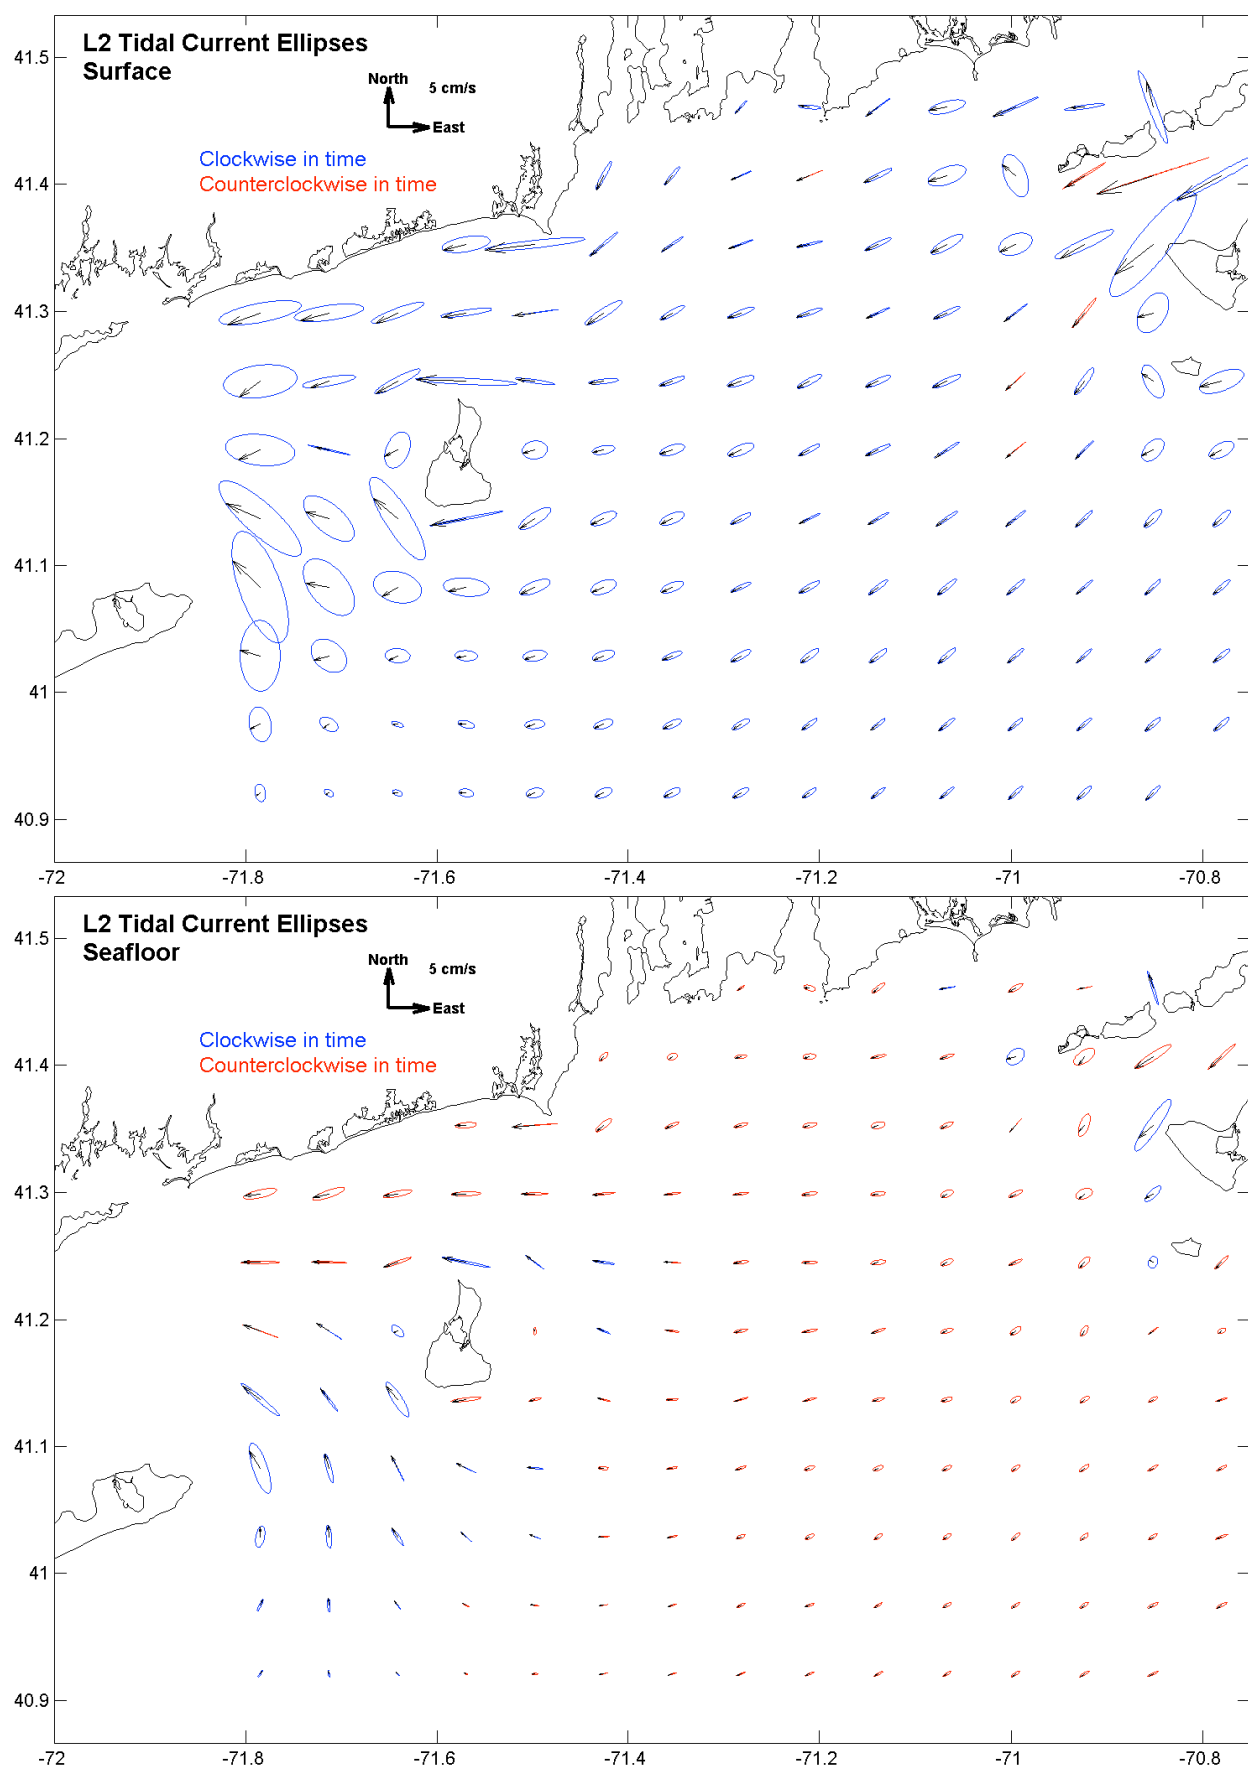 L2 Tidal Current Ellipses
Surface
North
5 cm/s
East
Clockwise in time
Counterclockwise in time
41.5
41.4
41.3
41.2
41.1
41
40.9
-72
-71.8
-71.6
-71.4
-71.2
-71
-70.8
L2 Tidal Current Ellipses
Seafloor
North
5 cm/s
East
Clockwise in time
Counterclockwise in time
41.5
41.4
41.3
41.2
41.1
41
40.9
-72
-71.8
-71.6
-71.4
-71.2
-71
-70.8